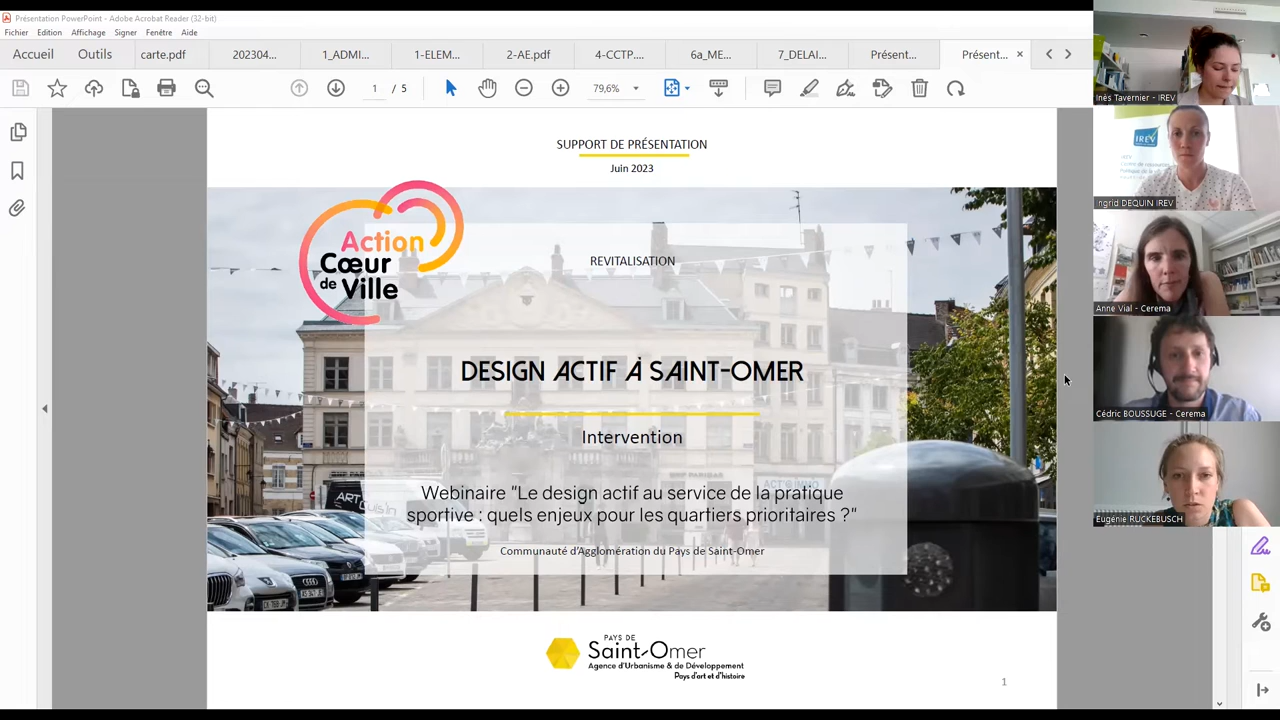 Présentation PowerPoint - Adobe Acrobat Reader (32-bit)
Fichier Edition Affichage Signer Fenêtre Aide
Accueil Outils carte.pdf 202304... 1_ADMI... 1-ELEM... 2-AE.pdf 4-CCTP.... 6a_ME... 7_DELAI... Présent... Présent...
1 / 5 79,6%
SUPPORT DE PRÉSENTATION
Juin 2023
Action
Cœur
de Ville
REVITALISATION
DESIGN ACTIF À SAINT-OMER
Intervention
Webinaire "Le design actif au service de la pratique
sportive : quels enjeux pour les quartiers prioritaires ?"
Communauté d'Agglomération du Pays de Saint-Omer
PAYS DE
Saint-Omer
Agence d'Urbanisme & de Développement
Pays d'art et d'histoire
1
Inès Tavernier - IREV
IREV
Ingrid DEQUIN IREV
Anne Vial - Cerema
Cédric BOUSSUGE - Cerema
Eugénie RUCKEBUSCH